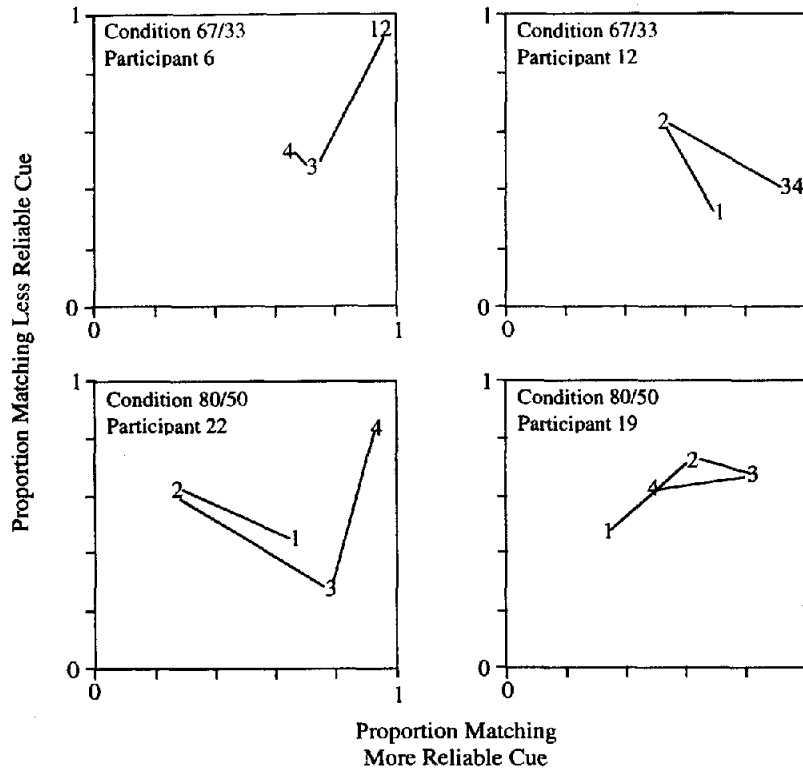 Proportion Matching Less Reliable Cue
1
Condition 67/33
Participant 6
12
4
3
0
0
1
Condition 67/33
Participant 12
2
34
1
0
0
1
Condition 80/50
Participant 22
4
2
1
3
0
0
1
1
Condition 80/50
Participant 19
2
3
4
1
0
0
Proportion Matching
More Reliable Cue